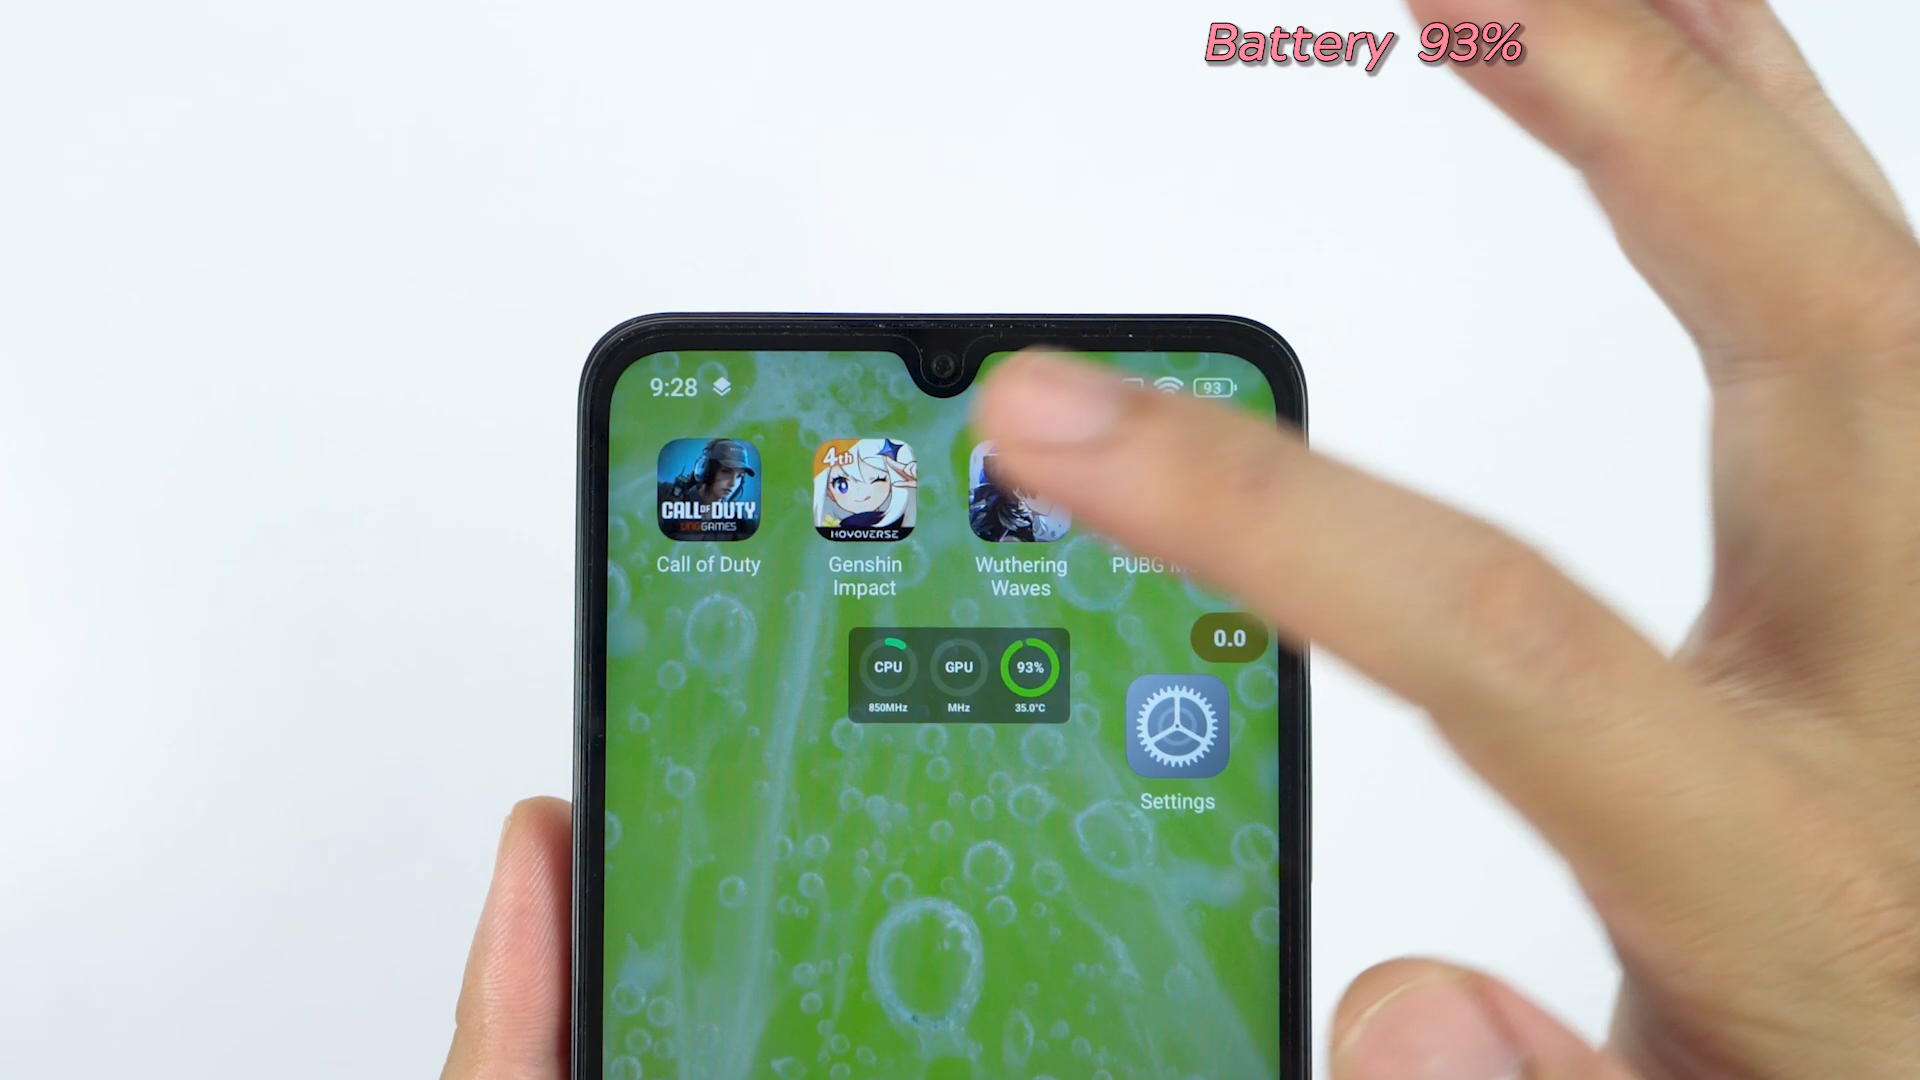 Battery 93%
9:28
93
CALL OF DUTY
VNGGAMES
4th
HOYOVERSE
Call of Duty
Genshin
Impact
Wuthering
Waves
PUBG
0.0
CPU
GPU
93%
850MHz
MHz
35.0°C
Settings